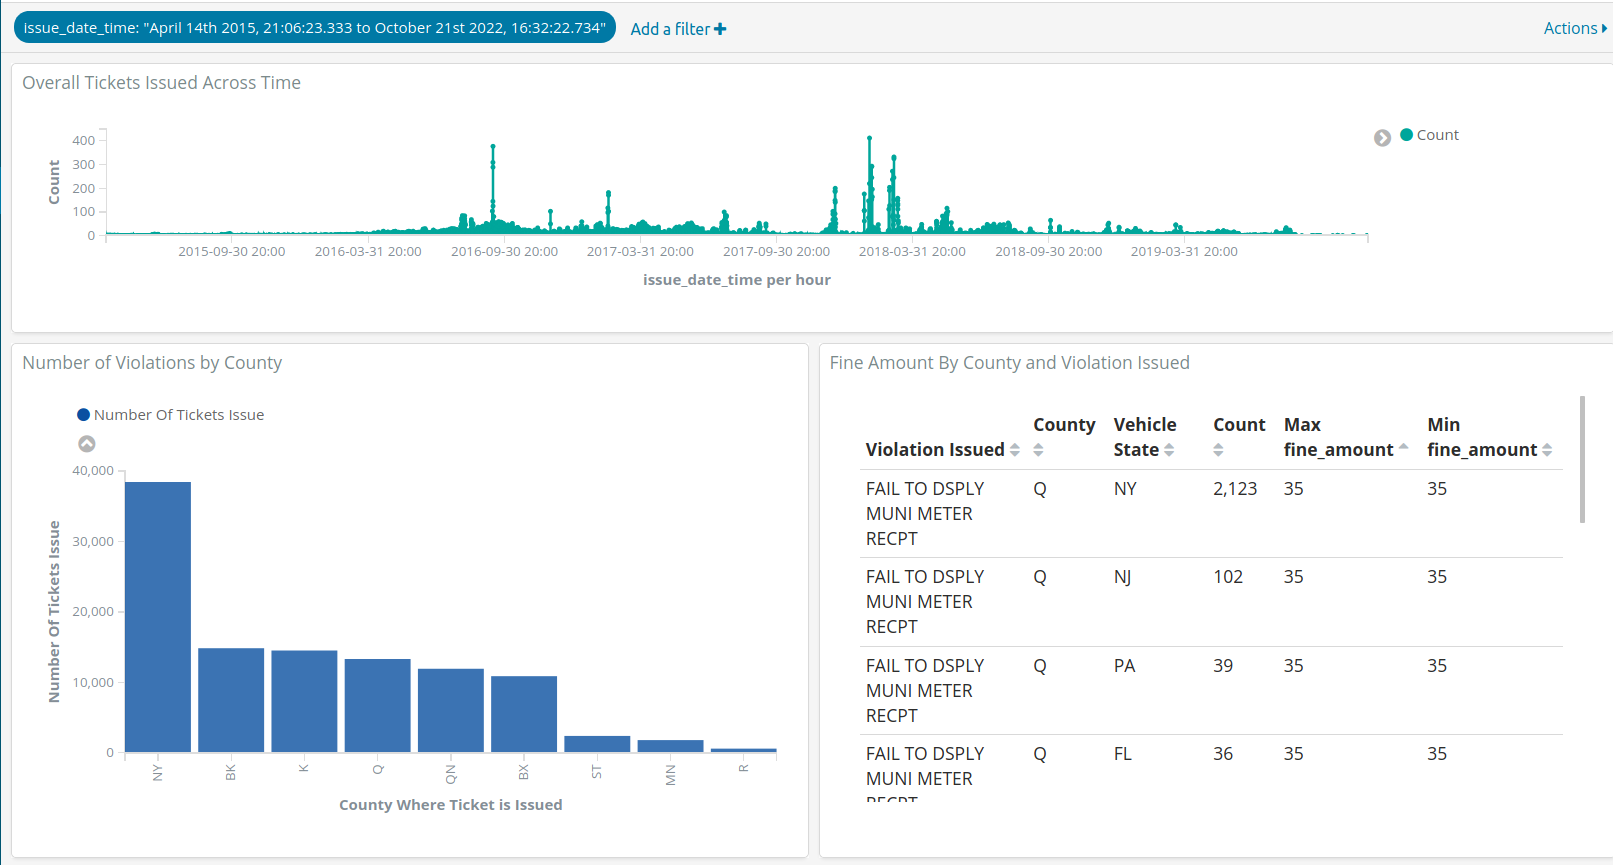 issue_date_time: "April 14th 2015, 21:06:23.333 to October 21st 2022, 16:32:22.734"
Add a filter
Actions
Overall Tickets Issued Across Time
Count
400
300
200
100
0
2015-09-30 20:00
2016-03-31 20:00
2016-09-30 20:00
2017-03-31 20:00
2017-09-30 20:00
2018-03-31 20:00
2018-09-30 20:00
2019-03-31 20:00
issue_date_time per hour
Count
Number of Violations by County
Number Of Tickets Issue
Number Of Tickets Issue
40,000
30,000
20,000
10,000
0
NY
BK
K
Q
QN
BX
ST
MN
R
County Where Ticket is Issued
Fine Amount By County and Violation Issued
Violation Issued
County
Vehicle
State
Count
Max
fine_amount
Min
fine_amount
FAIL TO DSPLY
MUNI METER
RECPT
Q
NY
2,123
35
35
FAIL TO DSPLY
MUNI METER
RECPT
Q
NJ
102
35
35
FAIL TO DSPLY
MUNI METER
RECPT
Q
PA
39
35
35
FAIL TO DSPLY
MUNI METER
RECPT
Q
FL
36
35
35